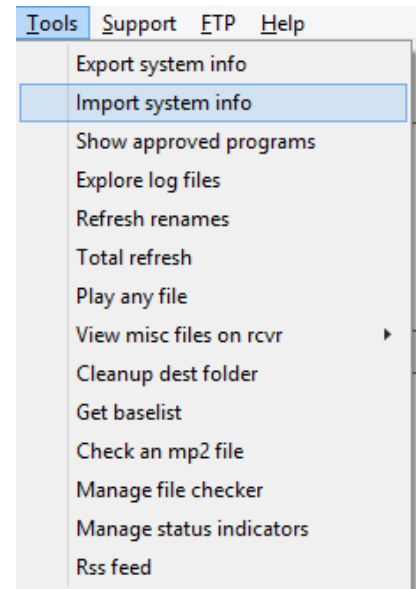 Tools Support FTP Help
Export system info
Import system info
Show approved programs
Explore log files
Refresh renames
Total refresh
Play any file
View misc files on rcvr
Cleanup dest folder
Get baselist
Check an mp2 file
Manage file checker
Manage status indicators
Rss feed